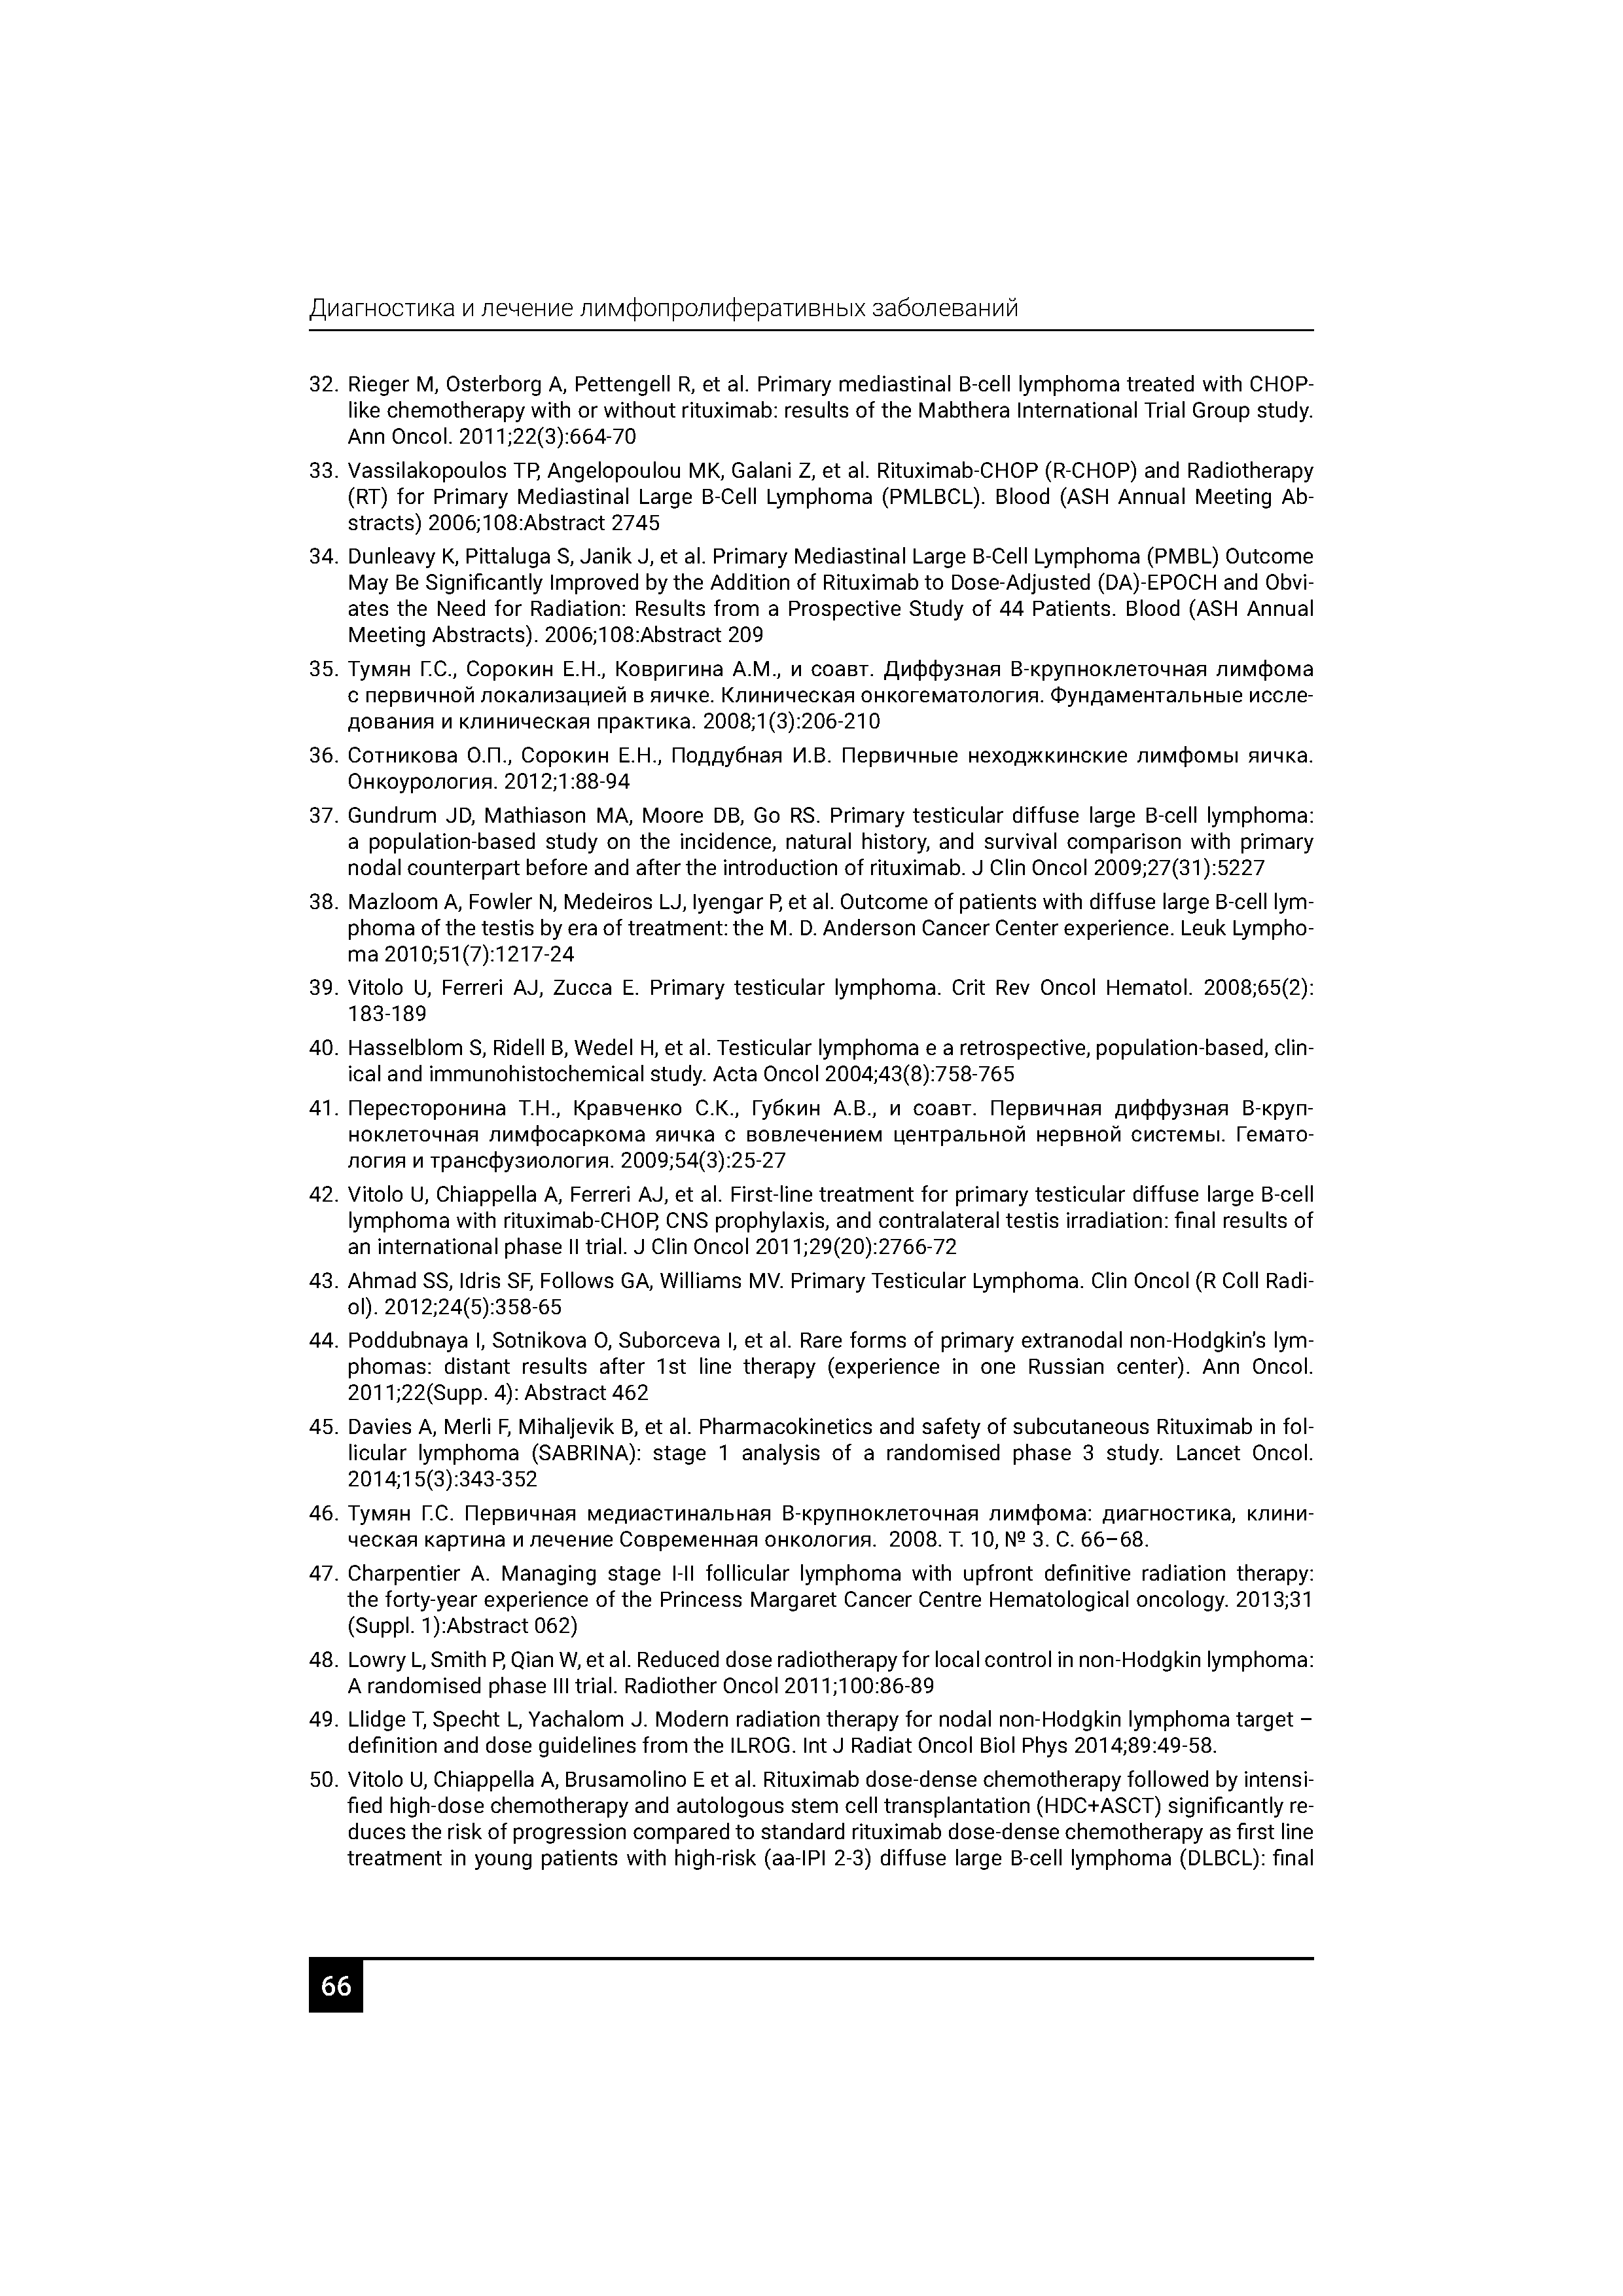 Диагностика и лечение лимфопролиферативных заболеваний
32. Rieger M, Osterborg A, Pettengell R, et al. Primary mediastinal B-cell lymphoma treated with CHOP-
like chemotherapy with or without rituximab: results of the Mabthera International Trial Group study.
Ann Oncol. 2011;22(3):664-70
33. Vassilakopoulos TP, Angelopoulou MK, Galani Z, et al. Rituximab-CHOP (R-CHOP) and Radiotherapy
(RT) for Primary Mediastinal Large B-Cell Lymphoma (PMLBCL). Blood (ASH Annual Meeting Ab-
stracts) 2006;108:Abstract 2745
34. Dunleavy K, Pittaluga S, Janik J, et al. Primary Mediastinal Large B-Cell Lymphoma (PMBL) Outcome
May Be Significantly Improved by the Addition of Rituximab to Dose-Adjusted (DA)-EPOCH and Obvi-
ates the Need for Radiation: Results from a Prospective Study of 44 Patients. Blood (ASH Annual
Meeting Abstracts). 2006;108:Abstract 209
35. Тумян Г.С., Сорокин Е.Н., Ковригина А.М., и соавт. Диффузная В-крупноклеточная лимфома
с первичной локализацией в яичке. Клиническая онкогематология. Фундаментальные иссле-
дования и клиническая практика. 2008;1(3):206-210
36. Сотникова О.П., Сорокин Е.Н., Поддубная И.В. Первичные неходжкинские лимфомы яичка.
Онкоурология. 2012;1:88-94
37. Gundrum JD, Mathiason MA, Moore DB, Go RS. Primary testicular diffuse large B-cell lymphoma:
a population-based study on the incidence, natural history, and survival comparison with primary
nodal counterpart before and after the introduction of rituximab. J Clin Oncol 2009;27(31):5227
38. Mazloom A, Fowler N, Medeiros LJ, Iyengar P, et al. Outcome of patients with diffuse large B-cell lym-
phoma of the testis by era of treatment: the M. D. Anderson Cancer Center experience. Leuk Lympho-
ma 2010;51(7):1217-24
39. Vitolo U, Ferreri AJ, Zucca E. Primary testicular lymphoma. Crit Rev Oncol Hematol. 2008;65(2):
183-189
40. Hasselblom S, Ridell B, Wedel H, et al. Testicular lymphoma e a retrospective, population-based, clin-
ical and immunohistochemical study. Acta Oncol 2004;43(8):758-765
41. Пересторонина Т.Н., Кравченко С.К., Губкин А.В., и соавт. Первичная диффузная В-круп-
ноклеточная лимфосаркома яичка с вовлечением центральной нервной системы. Гемато-
логия и трансфузиология. 2009;54(3):25-27
42. Vitolo U, Chiappella A, Ferreri AJ, et al. First-line treatment for primary testicular diffuse large B-cell
lymphoma with rituximab-CHOP, CNS prophylaxis, and contralateral testis irradiation: final results of
an international phase II trial. J Clin Oncol 2011;29(20):2766-72
43. Ahmad SS, Idris SF, Follows GA, Williams MV. Primary Testicular Lymphoma. Clin Oncol (R Coll Radi-
ol). 2012;24(5):358-65
44. Poddubnaya I, Sotnikova O, Suborceva I, et al. Rare forms of primary extranodal non-Hodgkin’s lym-
phomas: distant results after 1st line therapy (experience in one Russian center). Ann Oncol.
2011;22(Supp. 4): Abstract 462
45. Davies A, Merli F, Mihaljevik B, et al. Pharmacokinetics and safety of subcutaneous Rituximab in fol-
licular lymphoma (SABRINA): stage 1 analysis of a randomised phase 3 study. Lancet Oncol.
2014;15(3):343-352
46. Тумян Г.С. Первичная медиастинальная В-крупноклеточная лимфома: диагностика, клини-
ческая картина и лечение Современная онкология. 2008. Т. 10, № 3. С. 66–68.
47. Charpentier A. Managing stage I-II follicular lymphoma with upfront definitive radiation therapy:
the forty-year experience of the Princess Margaret Cancer Centre Hematological oncology. 2013;31
(Suppl. 1):Abstract 062)
48. Lowry L, Smith P, Qian W, et al. Reduced dose radiotherapy for local control in non-Hodgkin lymphoma:
A randomised phase III trial. Radiother Oncol 2011;100:86-89
49. Llidge T, Specht L, Yachalom J. Modern radiation therapy for nodal non-Hodgkin lymphoma target –
definition and dose guidelines from the ILROG. Int J Radiat Oncol Biol Phys 2014;89:49-58.
50. Vitolo U, Chiappella A, Brusamolino E et al. Rituximab dose-dense chemotherapy followed by intensi-
fied high-dose chemotherapy and autologous stem cell transplantation (HDC+ASCT) significantly re-
duces the risk of progression compared to standard rituximab dose-dense chemotherapy as first line
treatment in young patients with high-risk (aa-IPI 2-3) diffuse large B-cell lymphoma (DLBCL): final
66